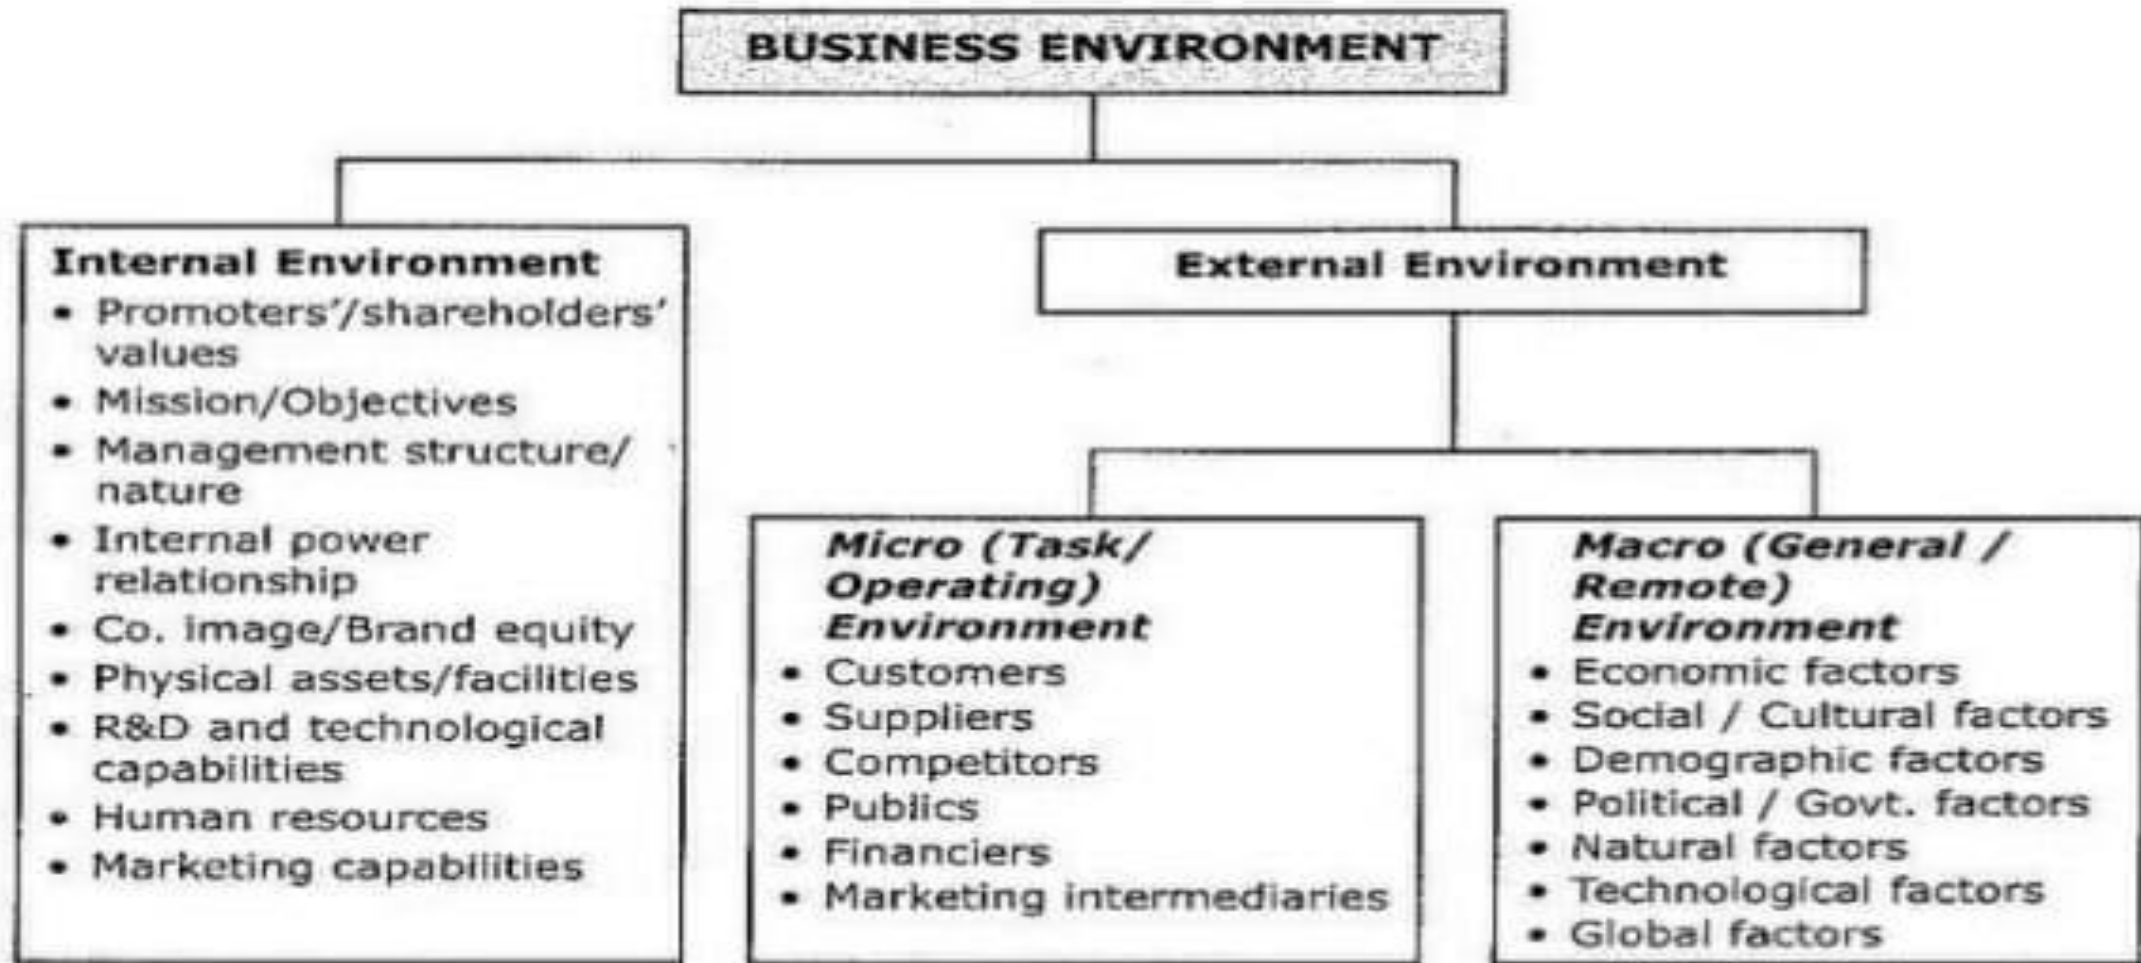 BUSINESS ENVIRONMENT
Internal Environment
• Promoters'/shareholders'
values
• Mission/Objectives
• Management structure/
nature
• Internal power
relationship
• Co. image/Brand equity
• Physical assets/facilities
• R&D and technological
capabilities
• Human resources
• Marketing capabilities
External Environment
Micro (Task/
Operating)
Environment
• Customers
• Suppliers
• Competitors
• Publics
• Financiers
• Marketing intermediaries
Macro (General /
Remote)
Environment
• Economic factors
• Social / Cultural factors
• Demographic factors
• Political / Govt. factors
• Natural factors
• Technological factors
• Global factors